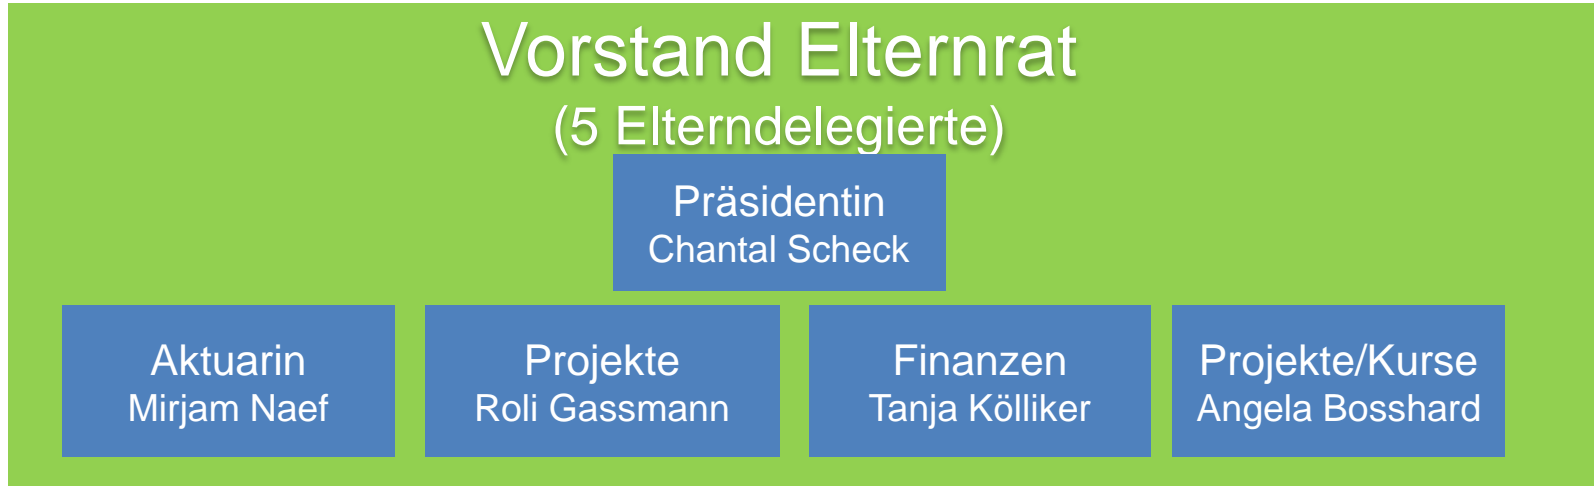 Vorstand Elternrat
(5 Elterndelegierte)
Präsidentin
Chantal Scheck
Aktuarin
Mirjam Naef
Projekte
Roli Gassmann
Finanzen
Tanja Kölliker
Projekte/Kurse
Angela Bosshard